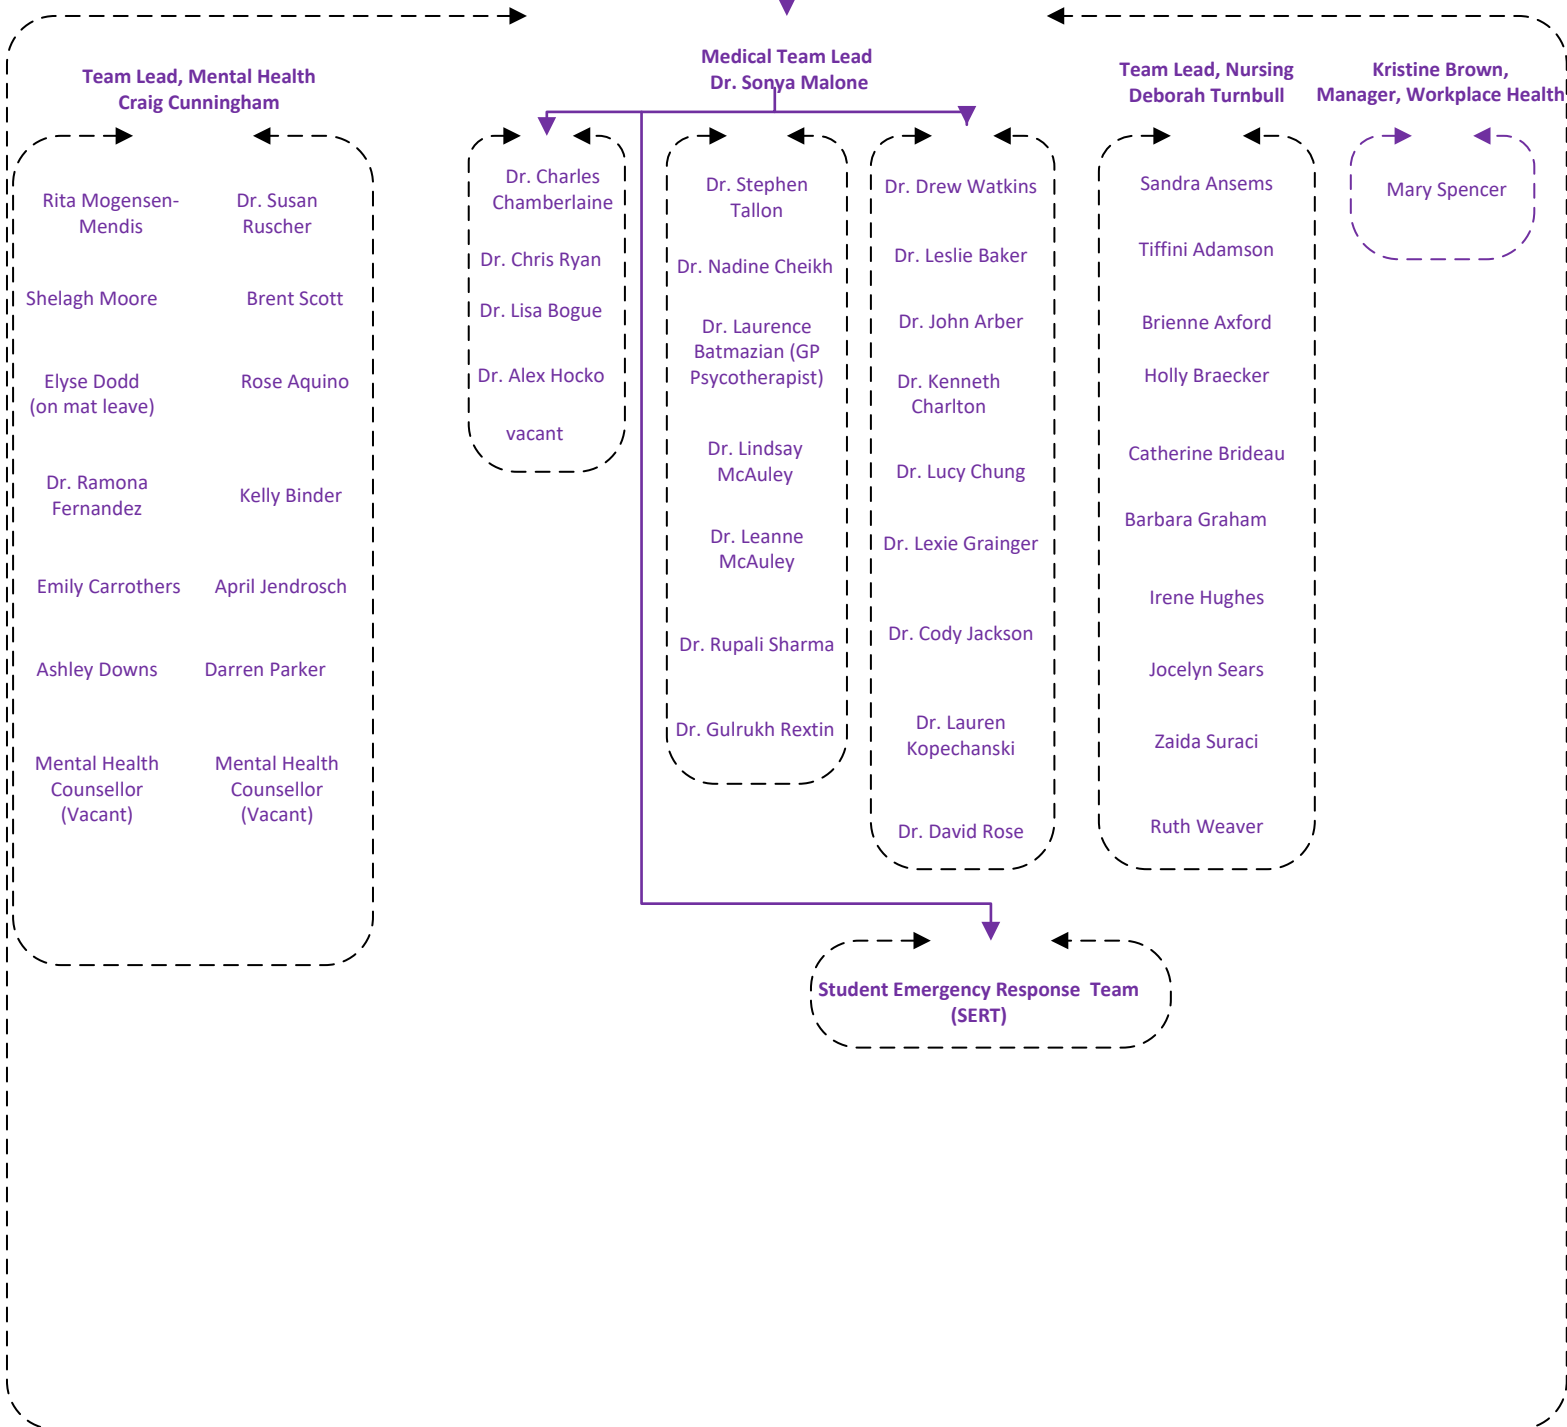 Team Lead, Mental Health
Craig Cunningham
Rita Mogensen-
Mendis
Dr. Susan
Ruscher
Shelagh Moore
Brent Scott
Elyse Dodd
(on mat leave)
Rose Aquino
Dr. Ramona
Fernandez
Kelly Binder
Emily Carrothers
April Jendrosch
Ashley Downs
Darren Parker
Mental Health
Counsellor
(Vacant)
Mental Health
Counsellor
(Vacant)
Medical Team Lead
Dr. Sonya Malone
Dr. Charles
Chamberlaine
Dr. Chris Ryan
Dr. Lisa Bogue
Dr. Alex Hocko
vacant
Dr. Stephen
Tallon
Dr. Nadine Cheikh
Dr. Laurence
Batmazian (GP
Psycotherapist)
Dr. Lindsay
McAuley
Dr. Leanne
McAuley
Dr. Rupali Sharma
Dr. Gulrukh Rextin
Dr. Drew Watkins
Dr. Leslie Baker
Dr. John Arber
Dr. Kenneth
Charlton
Dr. Lucy Chung
Dr. Lexie Grainger
Dr. Cody Jackson
Dr. Lauren
Kopechanski
Dr. David Rose
Student Emergency Response Team
(SERT)
Team Lead, Nursing
Deborah Turnbull
Sandra Ansems
Tiffini Adamson
Brienne Axford
Holly Braecker
Catherine Brideau
Barbara Graham
Irene Hughes
Jocelyn Sears
Zaida Suraci
Ruth Weaver
Kristine Brown,
Manager, Workplace Health
Mary Spencer